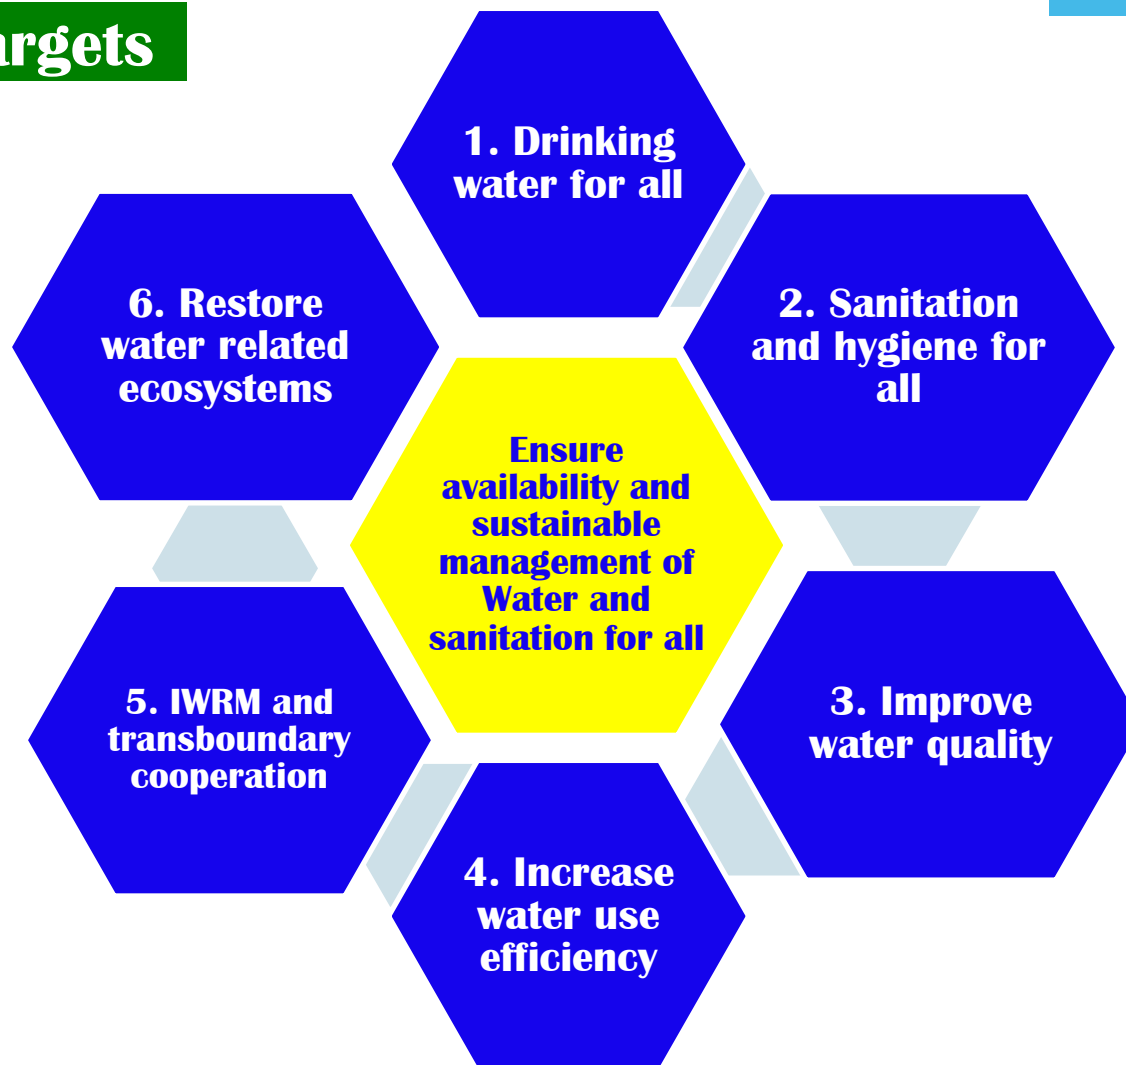 1. Drinking
water for all
2. Sanitation
and hygiene for
all
3. Improve
water quality
4. Increase
water use
efficiency
5. IWRM and
transboundary
cooperation
6. Restore
water related
ecosystems
Ensure
availability and
sustainable
management of
Water and
sanitation for all